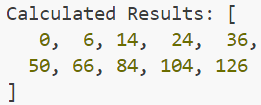 Calculated Results: [
0, 6, 14, 24, 36,
50, 66, 84, 104, 126
]